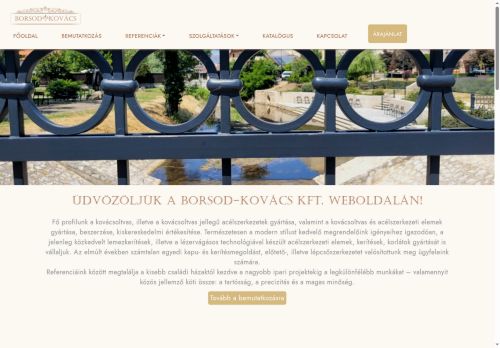 BORSOD KOVÁCS
FŐOLDAL BEMUTATKOZÁS REFERENCIÁK SZOLGÁLTATÁSOK KATALÓGUS KAPCSOLAT ÁRAJÁNLAT
ÜDVÖZÖLJÜK A BORSOD-KOVÁCS KFT. WEBOLDALÁN!
Fő profilunk a kovácsoltvas, illetve a kovácsoltvas jellegű acélszerkezetek gyártása, valamint a kovácsoltvas és acélszerkezeti elemek
gyártása, beszerzése, kiskereskedelmi értékesítése. Természetesen a modern stílust kedvelő megrendelőink igényeihez igazodóan, a
jelenleg közkedvelt lemezkerítések, illetve a lézervágásos technológiával készült acélszerkezeti elemek, kerítések, korlátok gyártását is
vállaljuk. Az elmúlt években számtalan egyedi kapu- és kerítésmegoldást, előtető-, illetve lépcsőszerkezetet valósítottunk meg ügyfeleink
számára.
Referenciáink között megtalálja a kisebb családi házaktól kezdve a nagyobb ipari projektekig a legkülönfélébb munkákat – valamennyit
közös jellemző köti össze: a tartósság, a precizitás és a magas minőség.
Tovább a bemutatkozásra